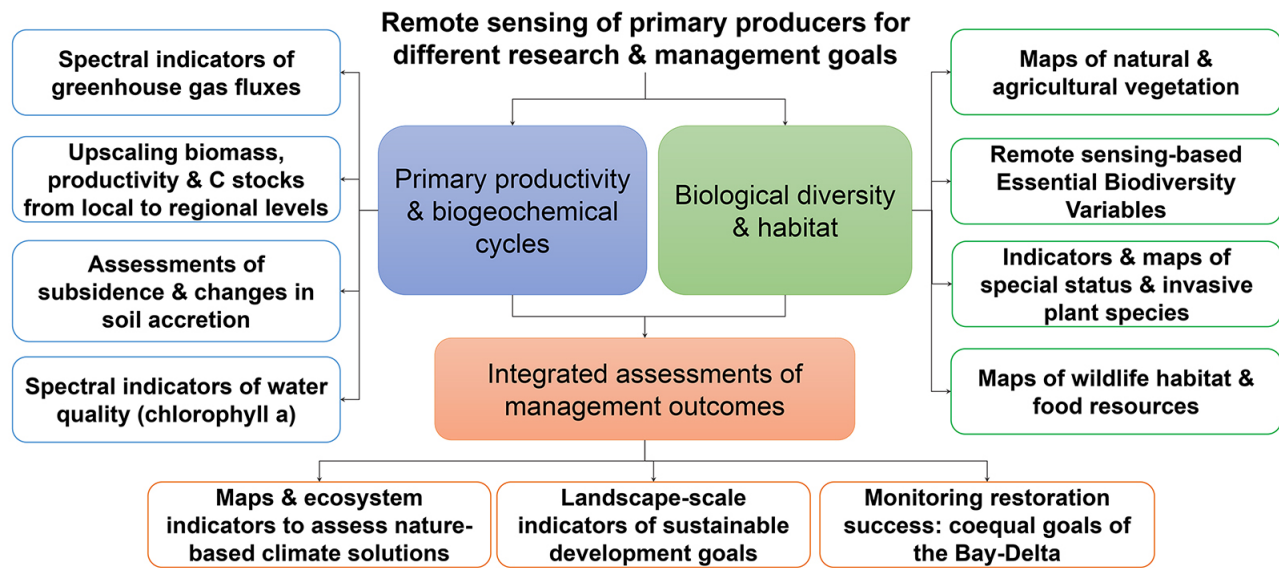 Remote sensing of primary producers for
different research & management goals
Spectral indicators of
greenhouse gas fluxes
Upscaling biomass,
productivity & C stocks
from local to regional levels
Assessments of
subsidence & changes in
soil accretion
Spectral indicators of water
quality (chlorophyll a)
Primary productivity
& biogeochemical
cycles
Biological diversity
& habitat
Maps of natural &
agricultural vegetation
Remote sensing-based
Essential Biodiversity
Variables
Indicators & maps of
special status & invasive
plant species
Maps of wildlife habitat &
food resources
Integrated assessments of
management outcomes
Maps & ecosystem
indicators to assess nature-
based climate solutions
Landscape-scale
indicators of sustainable
development goals
Monitoring restoration
success: coequal goals of
the Bay-Delta